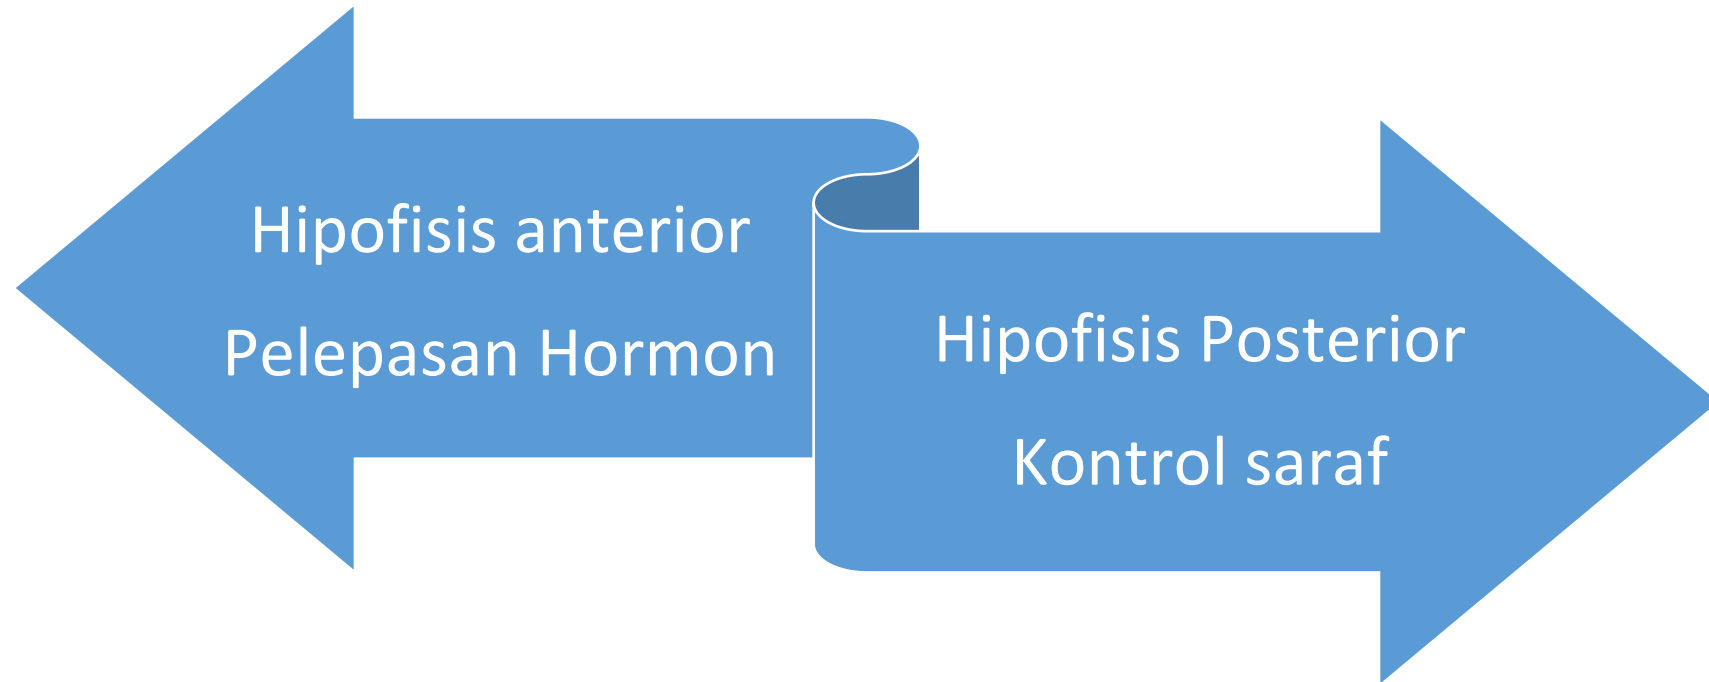 Hipofisis anterior
Pelepasan Hormon
Hipofisis Posterior
Kontrol saraf